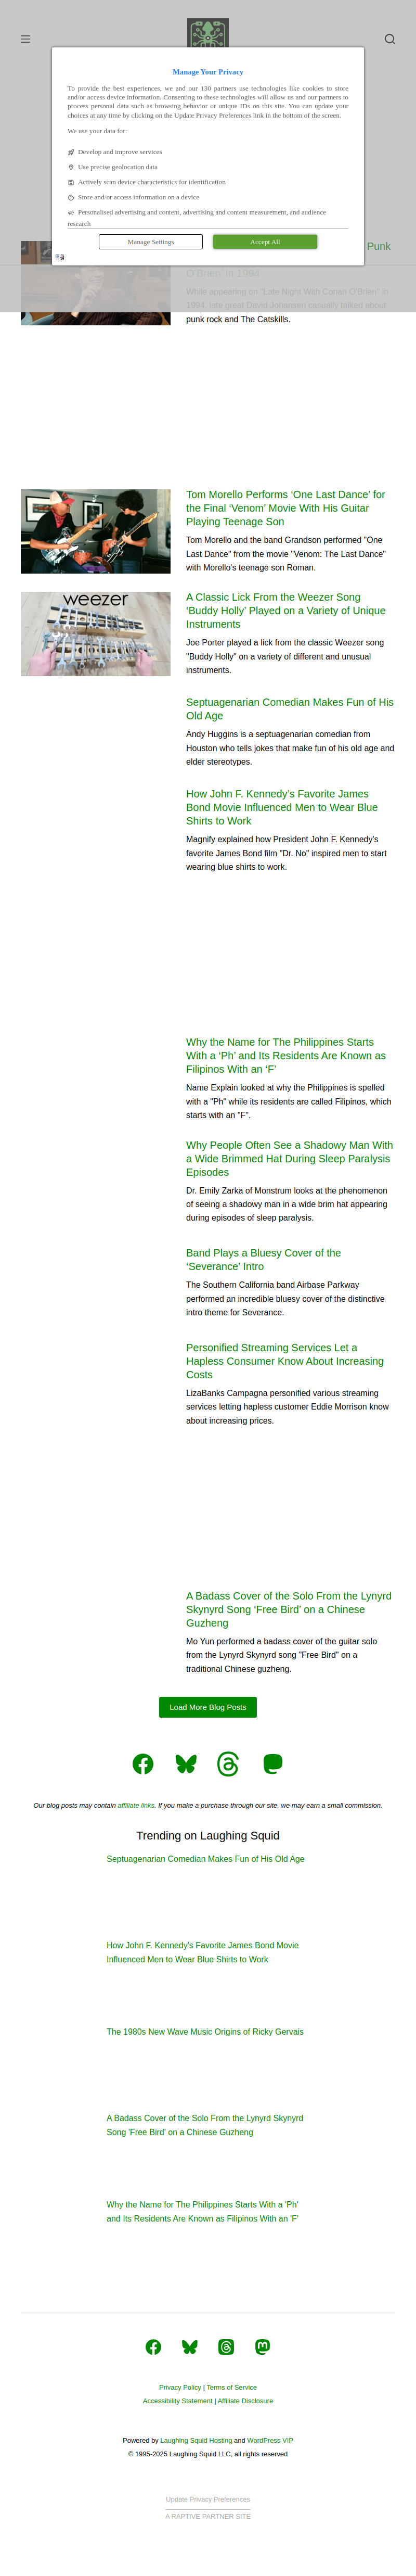 Manage Your Privacy
To provide the best experiences, we and our 130 partners use technologies like cookies to store
and/or access device information. Consenting to these technologies will allow us and our partners to
process personal data such as browsing behavior or unique IDs on this site. You can update your
choices at any time by clicking on the Update Privacy Preferences link in the bottom of the screen.
We use your data for:
Develop and improve services
Use precise geolocation data
Actively scan device characteristics for identification
Store and/or access information on a device
Personalised advertising and content, advertising and content measurement, and audience
research
Manage Settings
Accept All
Punk
O'Brien' in 1994
While appearing on "Late Night With Conan O'Brien" in
1994, late great David Johansen casually talked about
punk rock and The Catskills.
Tom Morello Performs ‘One Last Dance’ for
the Final ‘Venom’ Movie With His Guitar
Playing Teenage Son
Tom Morello and the band Grandson performed "One
Last Dance" from the movie "Venom: The Last Dance"
with Morello's teenage son Roman.
weezer
A Classic Lick From the Weezer Song
‘Buddy Holly’ Played on a Variety of Unique
Instruments
Joe Porter played a lick from the classic Weezer song
"Buddy Holly" on a variety of different and unusual
instruments.
Septuagenarian Comedian Makes Fun of His
Old Age
Andy Huggins is a septuagenarian comedian from
Houston who tells jokes that make fun of his old age and
elder stereotypes.
How John F. Kennedy’s Favorite James
Bond Movie Influenced Men to Wear Blue
Shirts to Work
Magnify explained how President John F. Kennedy's
favorite James Bond film "Dr. No" inspired men to start
wearing blue shirts to work.
Why the Name for The Philippines Starts
With a ‘Ph’ and Its Residents Are Known as
Filipinos With an ‘F’
Name Explain looked at why the Philippines is spelled
with a "Ph" while its residents are called Filipinos, which
starts with an "F".
Why People Often See a Shadowy Man With
a Wide Brimmed Hat During Sleep Paralysis
Episodes
Dr. Emily Zarka of Monstrum looks at the phenomenon
of seeing a shadowy man in a wide brim hat appearing
during episodes of sleep paralysis.
Band Plays a Bluesy Cover of the
‘Severance’ Intro
The Southern California band Airbase Parkway
performed an incredible bluesy cover of the distinctive
intro theme for Severance.
Personified Streaming Services Let a
Hapless Consumer Know About Increasing
Costs
LizaBanks Campagna personified various streaming
services letting hapless customer Eddie Morrison know
about increasing prices.
A Badass Cover of the Solo From the Lynyrd
Skynyrd Song ‘Free Bird’ on a Chinese
Guzheng
Mo Yun performed a badass cover of the guitar solo
from the Lynyrd Skynyrd song "Free Bird" on a
traditional Chinese guzheng.
Load More Blog Posts
Our blog posts may contain affiliate links. If you make a purchase through our site, we may earn a small commission.
Trending on Laughing Squid
Septuagenarian Comedian Makes Fun of His Old Age
How John F. Kennedy's Favorite James Bond Movie
Influenced Men to Wear Blue Shirts to Work
The 1980s New Wave Music Origins of Ricky Gervais
A Badass Cover of the Solo From the Lynyrd Skynyrd
Song 'Free Bird' on a Chinese Guzheng
Why the Name for The Philippines Starts With a 'Ph'
and Its Residents Are Known as Filipinos With an 'F'
Privacy Policy | Terms of Service
Accessibility Statement | Affiliate Disclosure
Powered by Laughing Squid Hosting and WordPress VIP
© 1995-2025 Laughing Squid LLC, all rights reserved
Update Privacy Preferences
A RAPTIVE PARTNER SITE